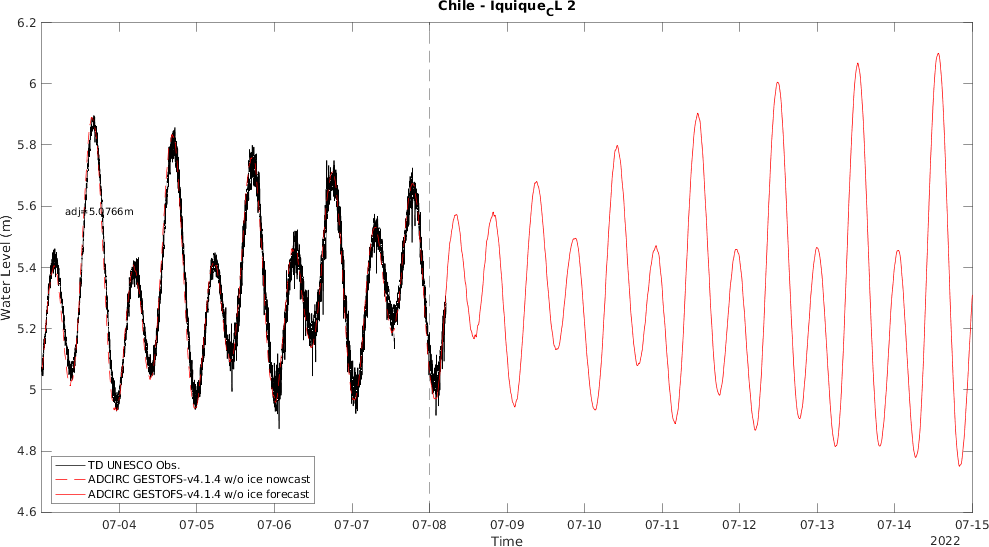 Chile - Iquique_CL 2
6.2
6
5.8
5.6
5.4
5.2
5
4.8
4.6
Water Level (m)
adj=5.0766m
TD UNESCO Obs.
ADCIRC GESTOFS-v4.1.4 w/o ice nowcast
ADCIRC GESTOFS-v4.1.4 w/o ice forecast
07-04 07-05 07-06 07-07 07-08 07-09 07-10 07-11 07-12 07-13 07-14 07-15
Time
2022